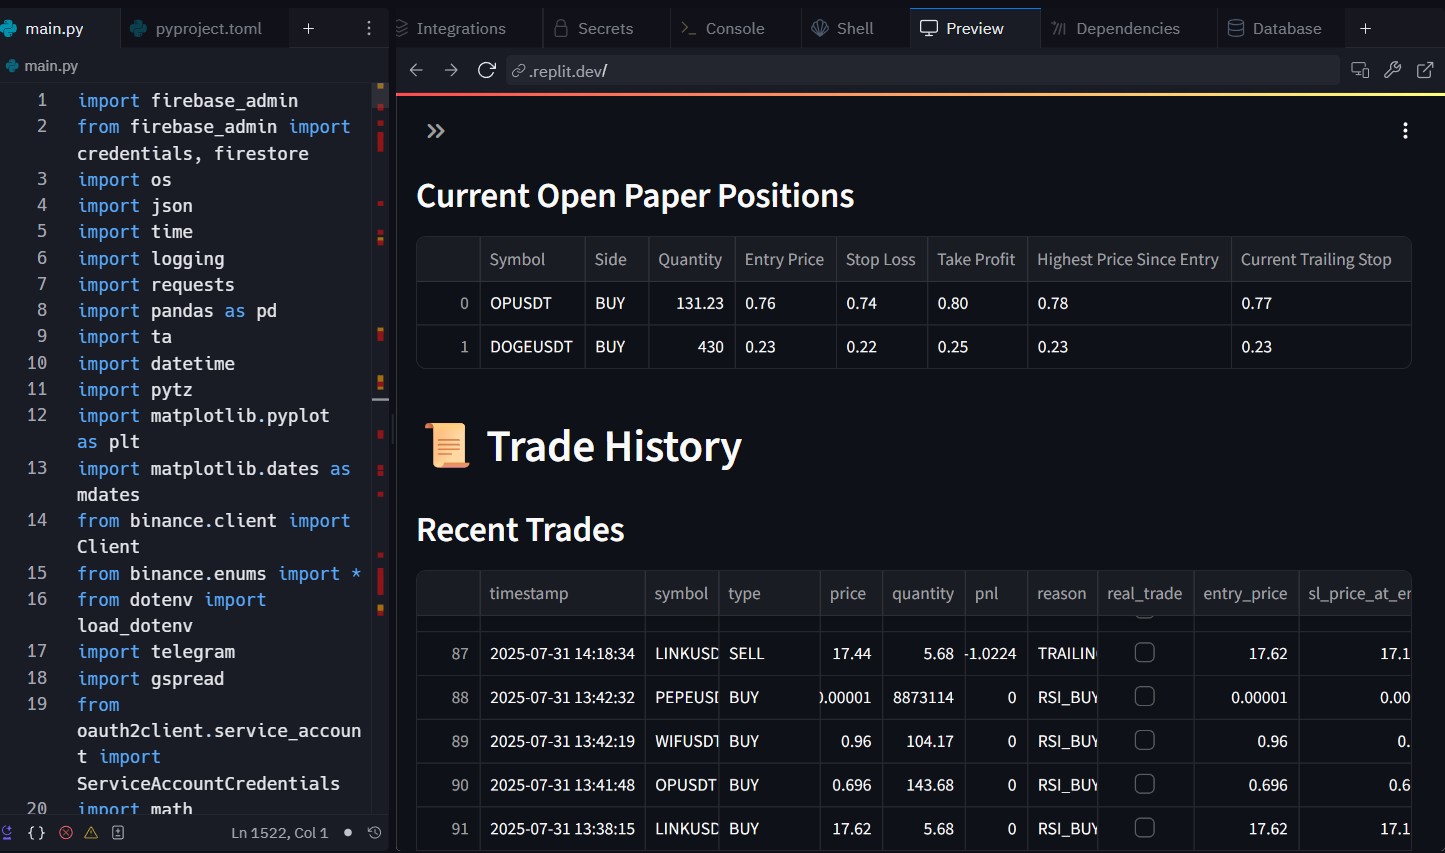 main.py
pyproject.toml
Integrations
Secrets
Console
Shell
Preview
Dependencies
Database
main.py
.replit.dev/
1 import firebase_admin
2 from firebase_admin import
credentials, firestore
3 import os
4 import json
5 import time
6 import logging
7 import requests
8 import pandas as pd
9 import ta
10 import datetime
11 import pytz
12 import matplotlib.pyplot
as plt
13 import matplotlib.dates as
mdates
14 from binance.client import
Client
15 from binance.enums import *
16 from dotenv import
load_dotenv
17 import telegram
18 import gspread
19 from
oauth2client.service_accoun
t import
ServiceAccountCredentials
20 import math
Ln 1522, Col 1
Current Open Paper Positions
Symbol Side Quantity Entry Price Stop Loss Take Profit Highest Price Since Entry Current Trailing Stop
0 OPUSDT BUY 131.23 0.76 0.74 0.80 0.78 0.77
1 DOGEUSDT BUY 430 0.23 0.22 0.25 0.23 0.23
📜 Trade History
Recent Trades
timestamp symbol type price quantity pnl reason real_trade entry_price sl_price_at_er
87 2025-07-31 14:18:34 LINKUSD SELL 17.44 5.68 -1.0224 TRAILIN 17.62 17.1
88 2025-07-31 13:42:32 PEPEUSD BUY 0.00001 8873114 0 RSI_BUY 0.00001 0.00
89 2025-07-31 13:42:19 WIFUSDT BUY 0.96 104.17 0 RSI_BUY 0.96 0.
90 2025-07-31 13:41:48 OPUSDT BUY 0.696 143.68 0 RSI_BUY 0.696 0.6
91 2025-07-31 13:38:15 LINKUSD BUY 17.62 5.68 0 RSI_BUY 17.62 17.1